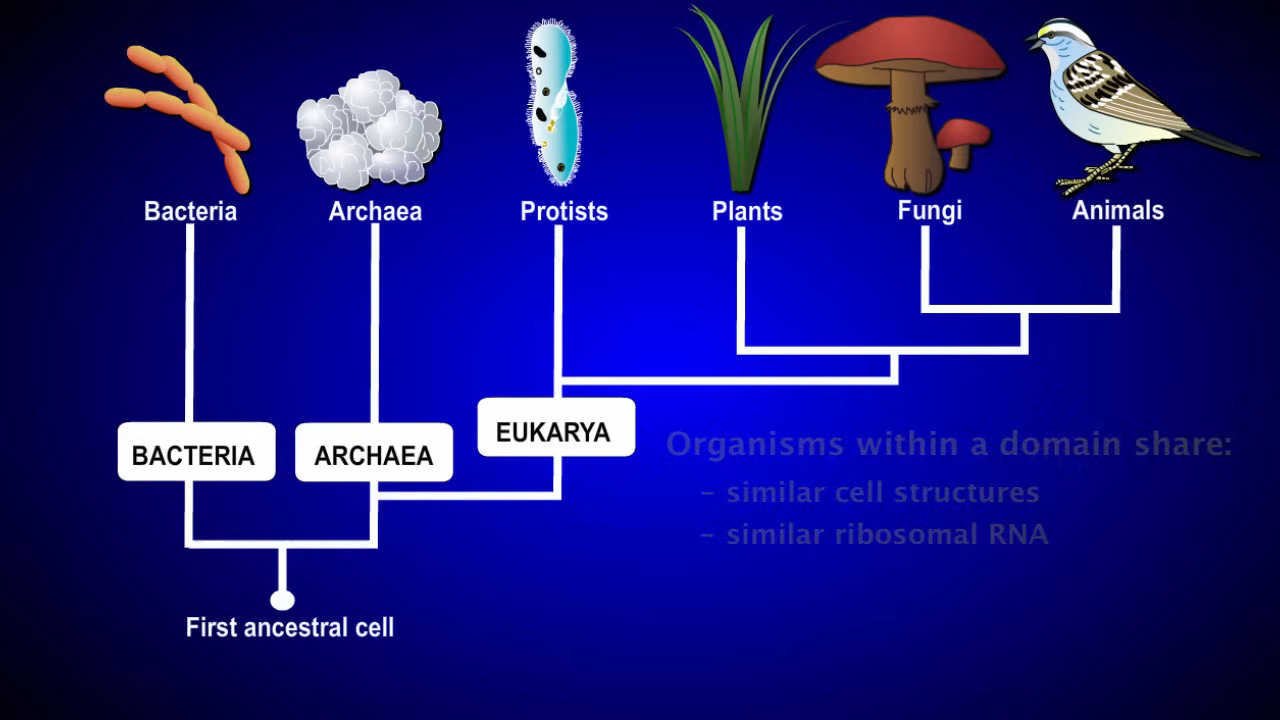 Bacteria
Archaea
Protists
Plants
Fungi
Animals
BACTERIA
ARCHAEA
EUKARYA
Organisms within a domain share:
- similar cell structures
- similar ribosomal RNA
First ancestral cell